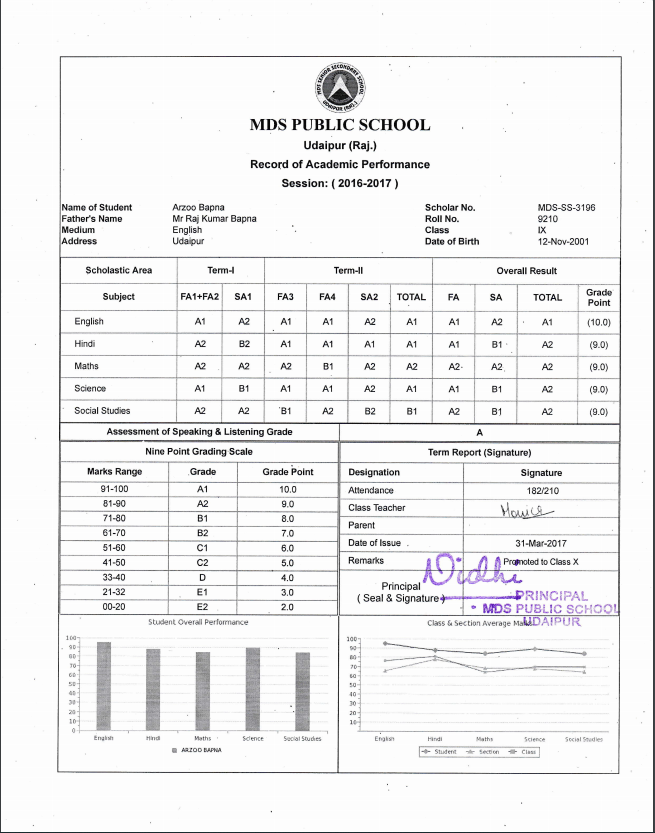 MDS SENIOR SECONDARY SCHOOL
UDAIPUR (RAJ.)
MDS PUBLIC SCHOOL
Udaipur (Raj.)
Record of Academic Performance
Session: ( 2016-2017 )
Name of Student Arzoo Bapna Scholar No. MDS-SS-3196
Father's Name Mr Raj Kumar Bapna Roll No. 9210
Medium English Class IX
Address Udaipur Date of Birth 12-Nov-2001
Scholastic Area Term-I Term-II Overall Result
Subject FA1+FA2 SA1 FA3 FA4 SA2 TOTAL FA SA TOTAL Grade Point
English A1 A2 A1 A1 A2 A1 A1 A2 A1 (10.0)
Hindi A2 B2 A1 A1 A1 A1 A1 B1 A2 (9.0)
Maths A2 A2 A2 B1 A2 A2 A2 A2 A2 (9.0)
Science A1 B1 A1 A1 A2 A1 A1 B1 A2 (9.0)
Social Studies A2 A2 B1 A2 B2 B1 A2 B1 A2 (9.0)
Assessment of Speaking & Listening Grade A
Nine Point Grading Scale Term Report (Signature)
Marks Range Grade Grade Point Designation Signature
91-100 A1 10.0 Attendance 182/210
81-90 A2 9.0 Class Teacher
71-80 B1 8.0 Parent
61-70 B2 7.0
51-60 C1 6.0 Date of Issue 31-Mar-2017
41-50 C2 5.0 Remarks Promoted to Class X
33-40 D 4.0 Principal
21-32 E1 3.0 ( Seal & Signature ) PRINCIPAL
00-20 E2 2.0 MDS PUBLIC SCHOOL
UDAIPUR
Nidhi
Student Overall Performance
100
90
80
70
60
50
40
30
20
10
0
English Hindi Maths Science Social Studies
ARZOO BAPNA
Class & Section Average Marks
100
90
80
70
60
50
40
30
20
10
English Hindi Maths Science Social Studies
Student Section Class